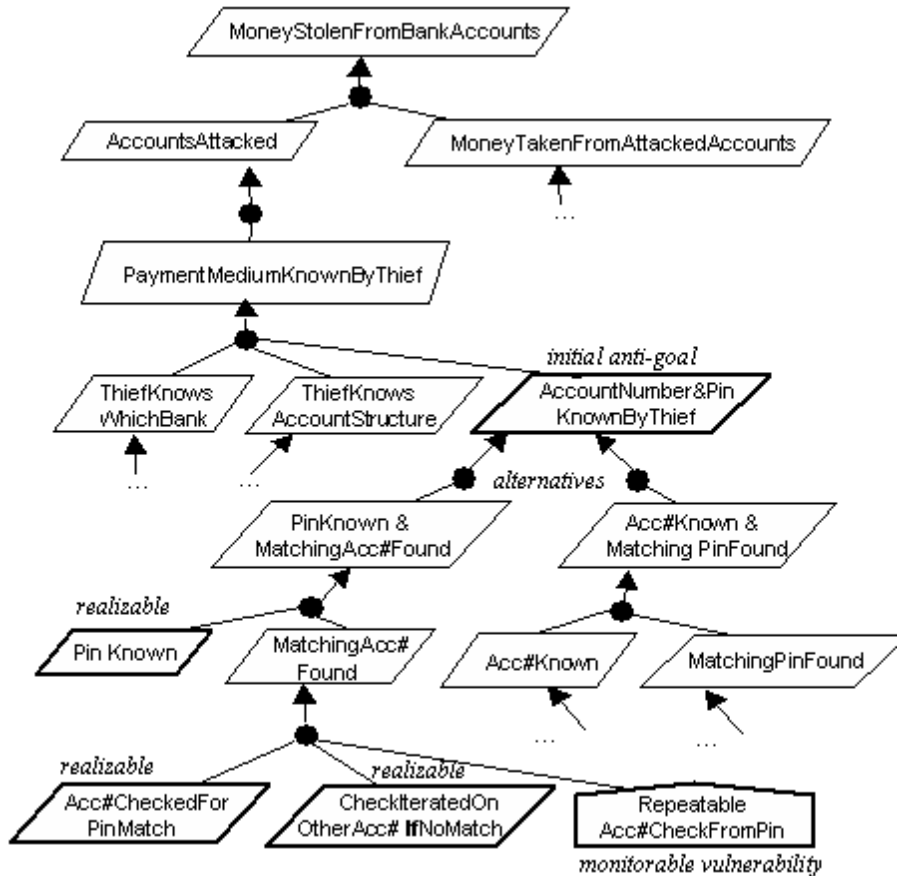 MoneyStolenFromBankAccounts
AccountsAttacked
MoneyTakenFromAttackedAccounts
...
PaymentMediumKnownByThief
initial anti-goal
ThiefKnows
WhichBank
ThiefKnows
AccountStructure
AccountNumber&Pin
KnownByThief
...
...
alternatives
PinKnown &
MatchingAcc#Found
Acc#Known &
Matching PinFound
realizable
Pin Known
MatchingAcc#
Found
Acc#Known
MatchingPinFound
...
...
realizable
realizable
Acc#CheckedFor
PinMatch
CheckIteratedOn
OtherAcc# IfNoMatch
Repeatable
Acc#CheckFromPin
monitorable vulnerability